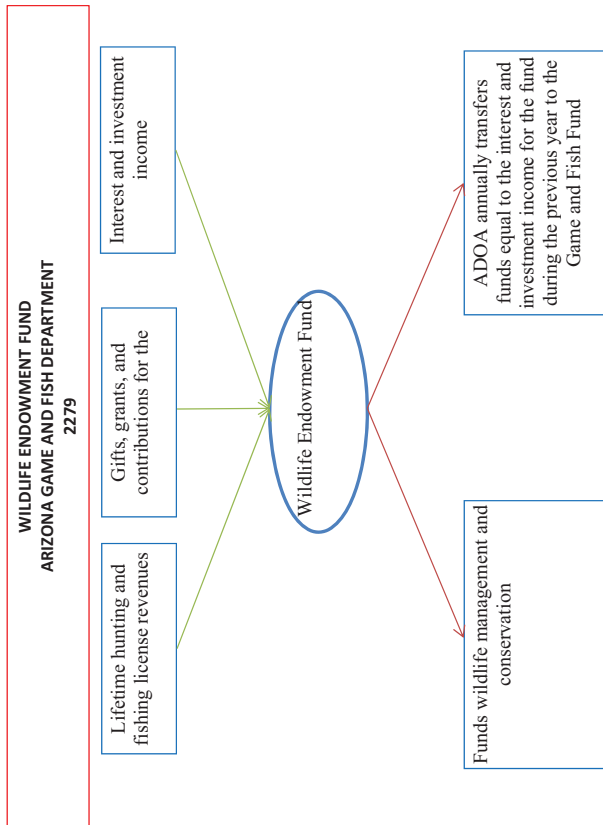 WILDLIFE ENDOWMENT FUND
ARIZONA GAME AND FISH DEPARTMENT
2279
Lifetime hunting and
fishing license revenues
Gifts, grants, and
contributions for the
Interest and investment
income
Wildlife Endowment Fund
Funds wildlife management and
conservation
ADOA annually transfers
funds equal to the interest and
investment income for the fund
during the previous year to the
Game and Fish Fund